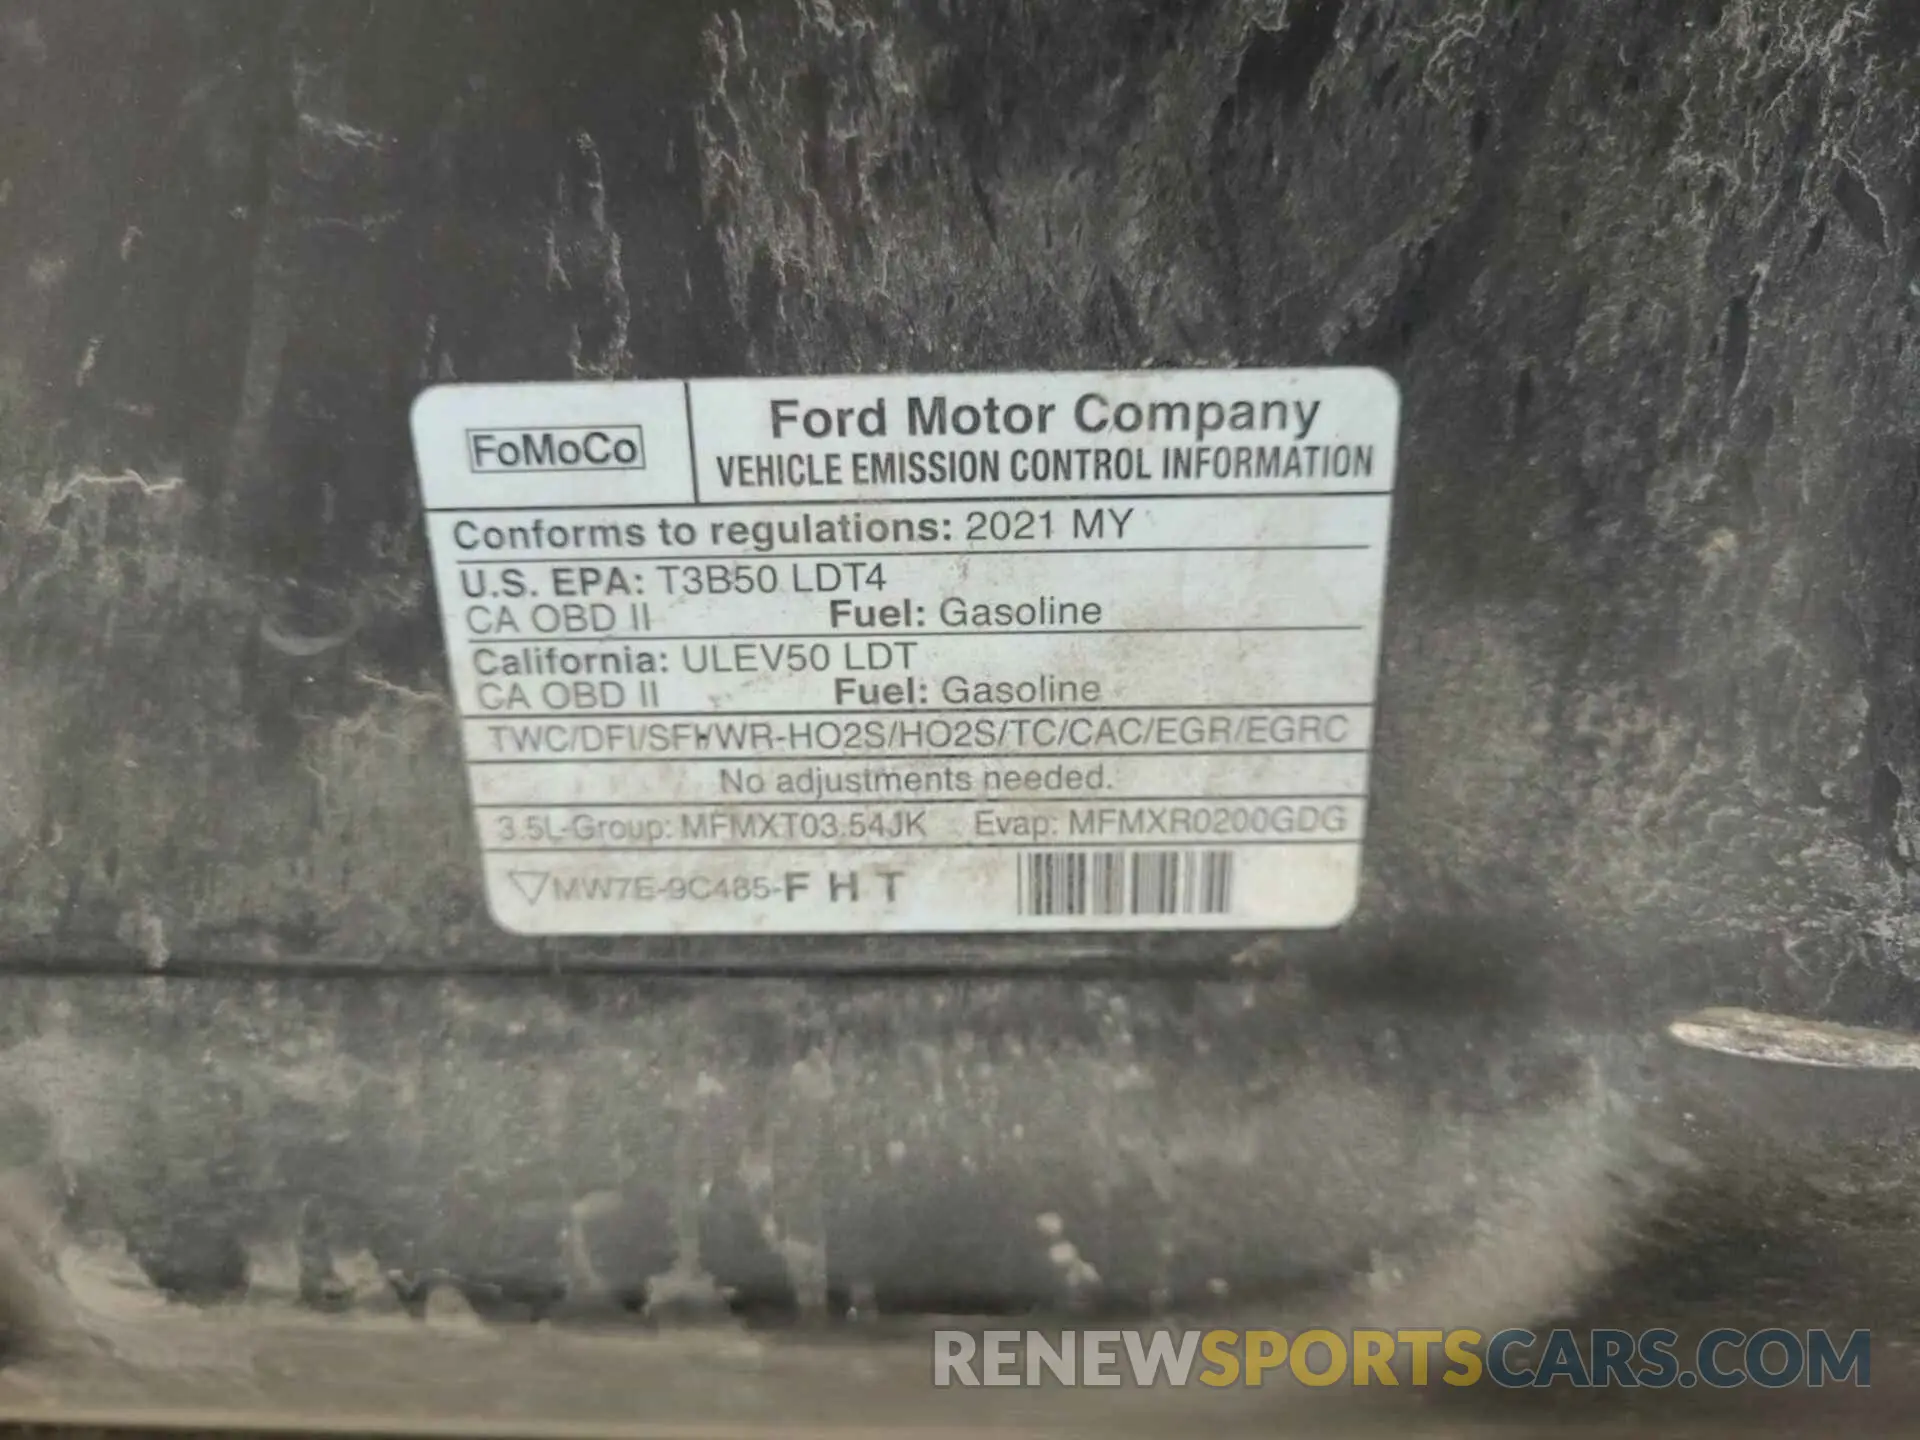 FoMoCo
Ford Motor Company
VEHICLE EMISSION CONTROL INFORMATION
Conforms to regulations: 2021 MY
U.S. EPA: T3B50 LDT4
CA OBD II Fuel: Gasoline
California: ULEV50 LDT
CA OBD II Fuel: Gasoline
TWC/DFI/SFI/WR-HO2S/HO2S/TC/CAC/EGR/EGRC
No adjustments needed.
3.5L-Group: MFMXT03.54JK Evap: MFMXR0200GDG
MW7E-9C485-F H T
RENEWSPORTSCARS.COM